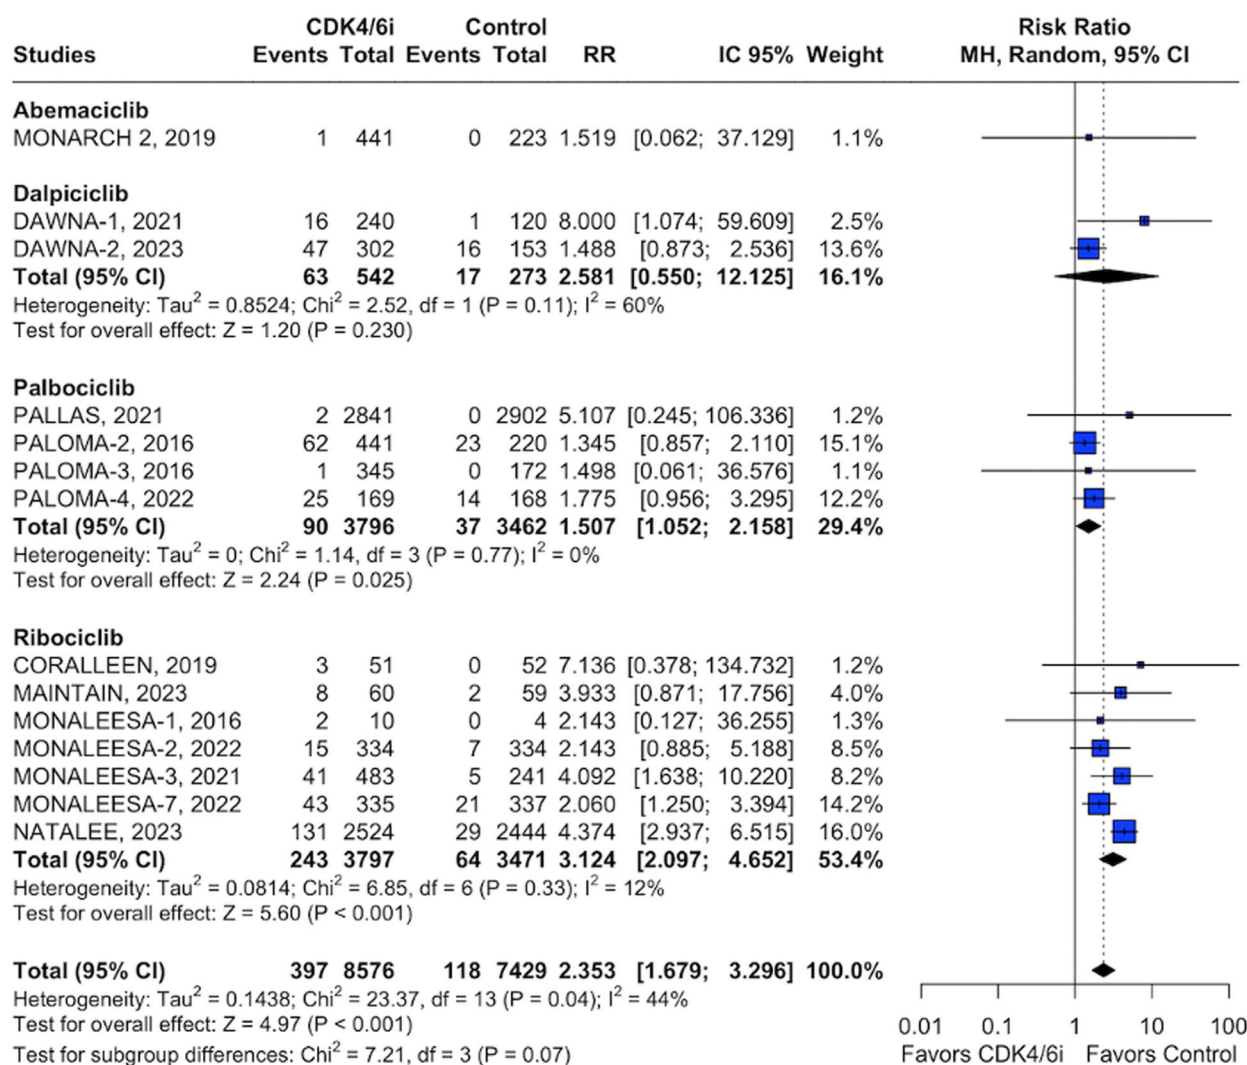 CDK4/6i Control Risk Ratio
Studies Events Total Events Total RR IC 95% Weight MH, Random, 95% CI
Abemaciclib
MONARCH 2, 2019 1 441 0 223 1.519 [0.062; 37.129] 1.1%
Dalpiciclib
DAWNA-1, 2021 16 240 1 120 8.000 [1.074; 59.609] 2.5%
DAWNA-2, 2023 47 302 16 153 1.488 [0.873; 2.536] 13.6%
Total (95% CI) 63 542 17 273 2.581 [0.550; 12.125] 16.1%
Heterogeneity: Tau² = 0.8524; Chi² = 2.52, df = 1 (P = 0.11); I² = 60%
Test for overall effect: Z = 1.20 (P = 0.230)
Palbociclib
PALLAS, 2021 2 2841 0 2902 5.107 [0.245; 106.336] 1.2%
PALOMA-2, 2016 62 441 23 220 1.345 [0.857; 2.110] 15.1%
PALOMA-3, 2016 1 345 0 172 1.498 [0.061; 36.576] 1.1%
PALOMA-4, 2022 25 169 14 168 1.775 [0.956; 3.295] 12.2%
Total (95% CI) 90 3796 37 3462 1.507 [1.052; 2.158] 29.4%
Heterogeneity: Tau² = 0; Chi² = 1.14, df = 3 (P = 0.77); I² = 0%
Test for overall effect: Z = 2.24 (P = 0.025)
Ribociclib
CORALLEEN, 2019 3 51 0 52 7.136 [0.378; 134.732] 1.2%
MAINTAIN, 2023 8 60 2 59 3.933 [0.871; 17.756] 4.0%
MONALEESA-1, 2016 2 10 0 4 2.143 [0.127; 36.255] 1.3%
MONALEESA-2, 2022 15 334 7 334 2.143 [0.885; 5.188] 8.5%
MONALEESA-3, 2021 41 483 5 241 4.092 [1.638; 10.220] 8.2%
MONALEESA-7, 2022 43 335 21 337 2.060 [1.250; 3.394] 14.2%
NATALEE, 2023 131 2524 29 2444 4.374 [2.937; 6.515] 16.0%
Total (95% CI) 243 3797 64 3471 3.124 [2.097; 4.652] 53.4%
Heterogeneity: Tau² = 0.0814; Chi² = 6.85, df = 6 (P = 0.33); I² = 12%
Test for overall effect: Z = 5.60 (P < 0.001)
Total (95% CI) 397 8576 118 7429 2.353 [1.679; 3.296] 100.0%
Heterogeneity: Tau² = 0.1438; Chi² = 23.37, df = 13 (P = 0.04); I² = 44%
Test for overall effect: Z = 4.97 (P < 0.001)
Test for subgroup differences: Chi² = 7.21, df = 3 (P = 0.07)
0.01 0.1 1 10 100
Favors CDK4/6i Favors Control